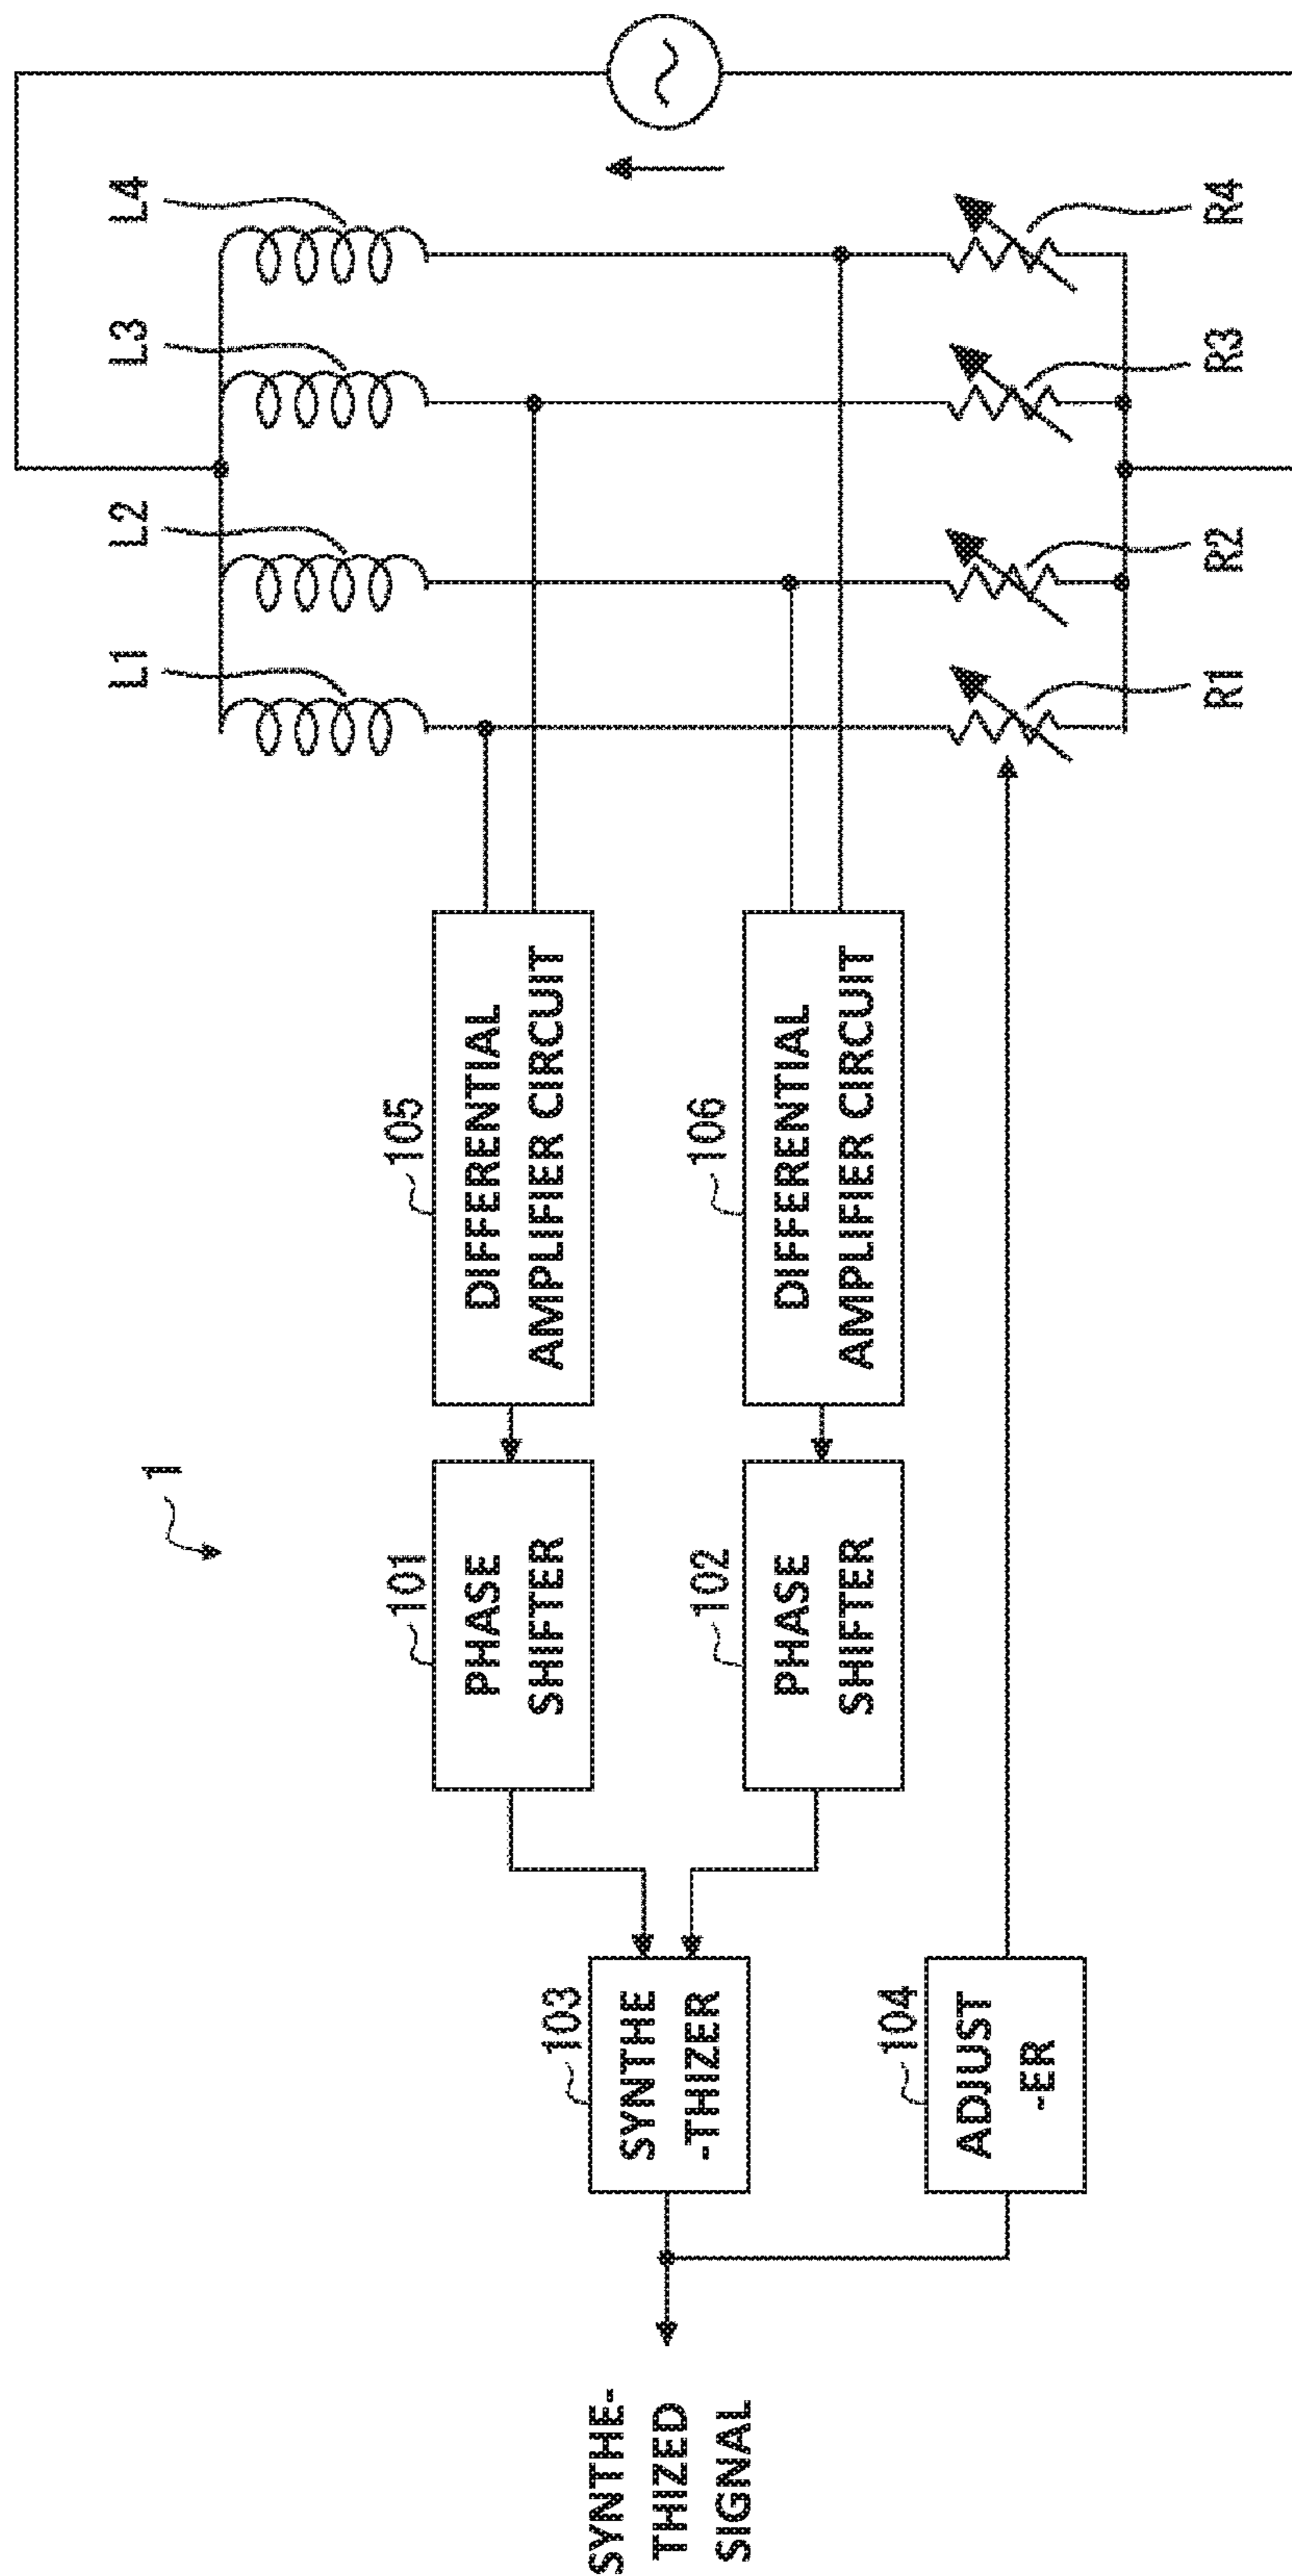 1
L1
L2
L3
L4
105
DIFFERENTIAL
AMPLIFIER CIRCUIT
101
PHASE
SHIFTER
106
DIFFERENTIAL
AMPLIFIER CIRCUIT
102
PHASE
SHIFTER
103
SYNTHE
-THIZER
SYNTHE-
THIZED
SIGNAL
104
ADJUST
-ER
R1
R2
R3
R4